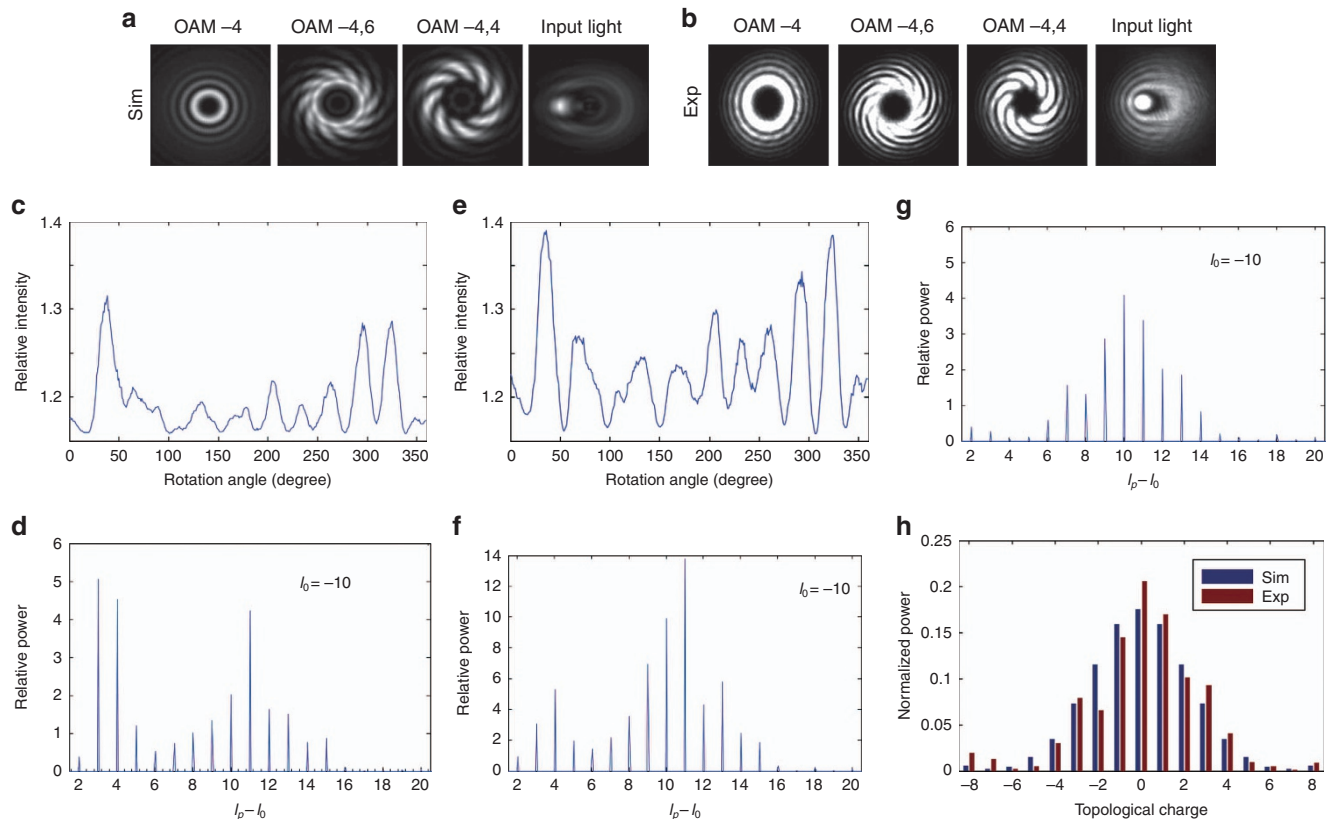 a
OAM –4 OAM –4,6 OAM –4,4 Input light
Sim
b
OAM –4 OAM –4,6 OAM –4,4 Input light
Exp
c
1.4
1.3
1.2
Relative intensity
0 50 100 150 200 250 300 350
Rotation angle (degree)
e
1.4
1.3
1.2
Relative intensity
0 50 100 150 200 250 300 350
Rotation angle (degree)
g
6
5
4
3
2
1
0
Relative power
l0= –10
2 4 6 8 10 12 14 16 18 20
lp– l0
d
6
5
4
3
2
1
0
Relative power
l0= –10
2 4 6 8 10 12 14 16 18 20
lp– l0
f
14
12
10
8
6
4
2
0
Relative power
l0= –10
2 4 6 8 10 12 14 16 18 20
lp– l0
h
0.25
0.2
0.15
0.1
0.05
0
Normalized power
Sim
Exp
–8 –6 –4 –2 0 2 4 6 8
Topological charge